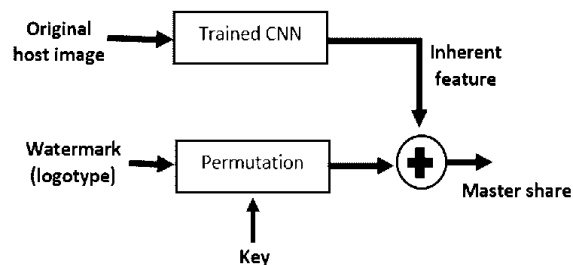 Original
host image
Trained CNN
Inherent
feature
Watermark
(logotype)
Permutation
Master share
Key